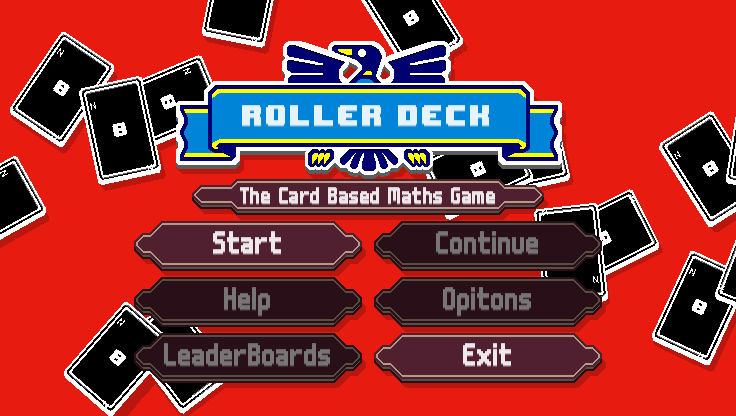 ROLLER DECK
The Card Based Maths Game
Start
Continue
Help
Opitons
LeaderBoards
Exit